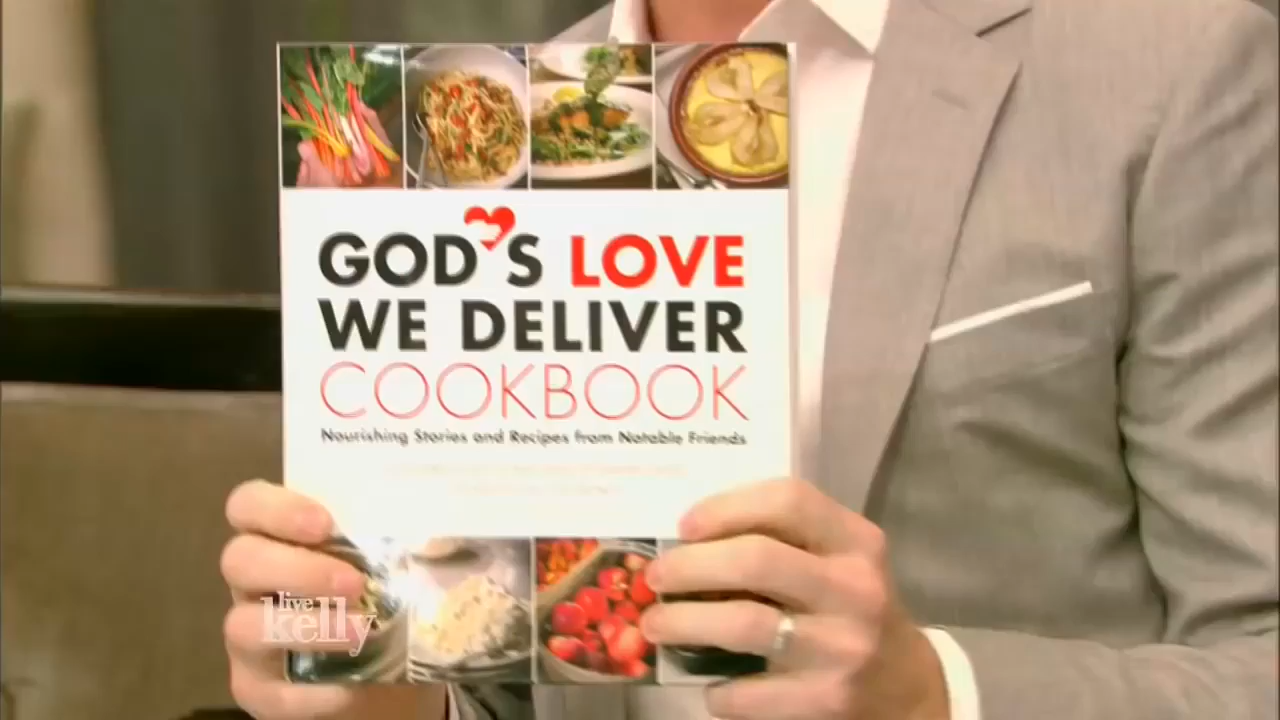 GOD'S LOVE
WE DELIVER
COOKBOOK
Nourishing Stories and Recipes from Notable Friends
live
kelly